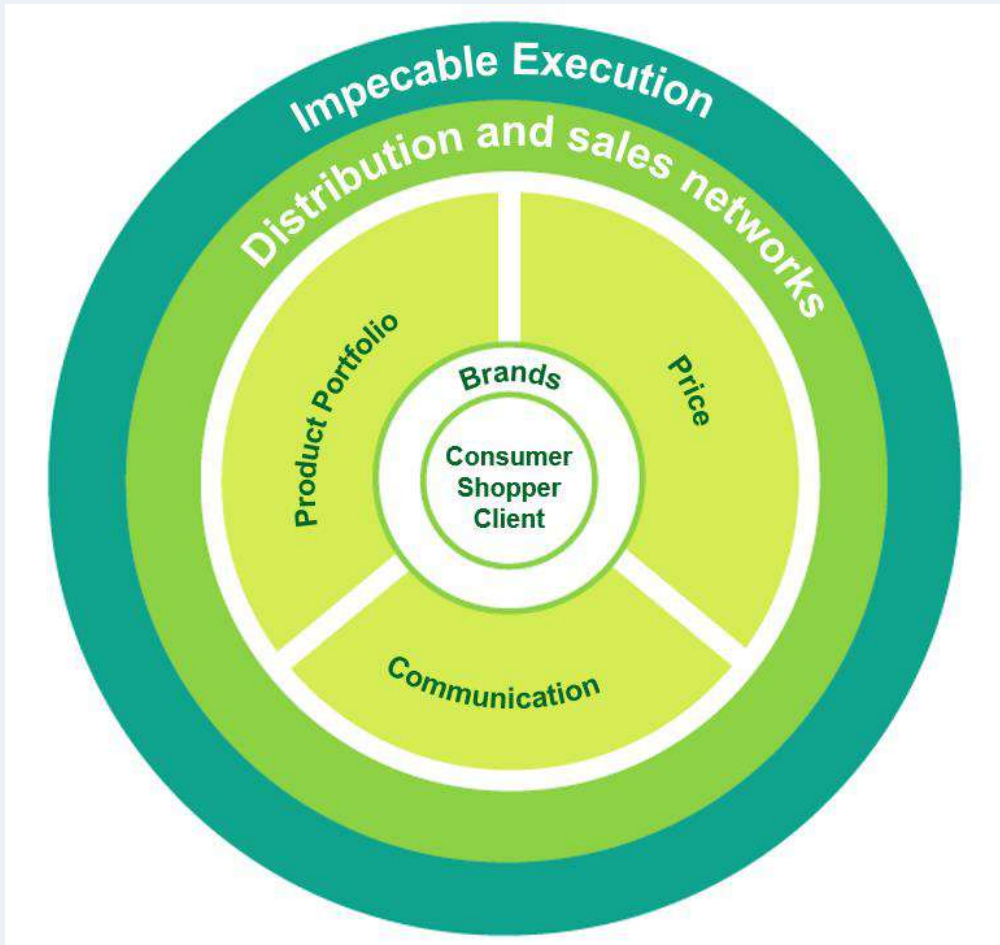 Impecable Execution
Distribution and sales networks
Product Portfolio
Price
Brands
Consumer
Shopper
Client
Communication